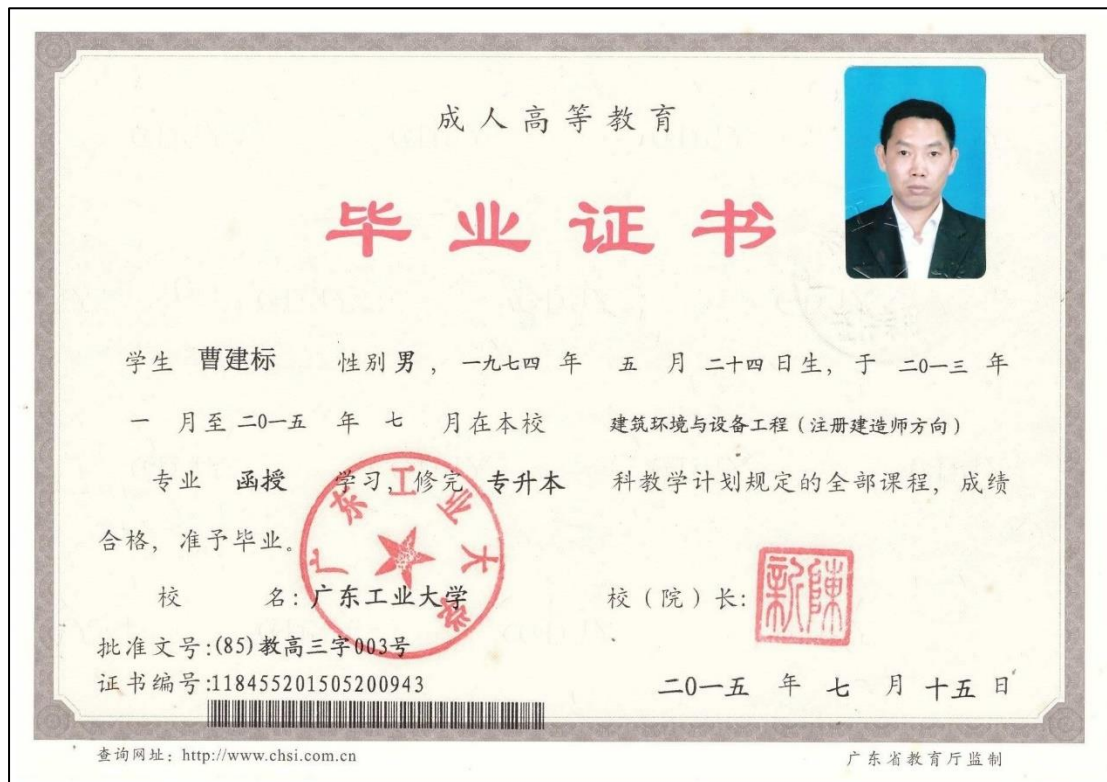 成人高等教育
毕业证书
学生 曹建标 性别 男 ， 一九七四 年 五 月 二十四 日生，于 二0一三 年
一 月至 二0一五 年 七 月在本校 建筑环境与设备工程（注册建造师方向）
专业 函授 学习，修完 专升本 科教学计划规定的全部课程，成绩
合格，准予毕业。
广东工业大学
校 名：广东工业大学 校（院）长：
陈新
批准文号:(85)教高三字003号
证书编号:118455201505200943 二0一五 年 七 月 十五 日
查询网址：http://www.chsi.com.cn 广东省教育厅监制